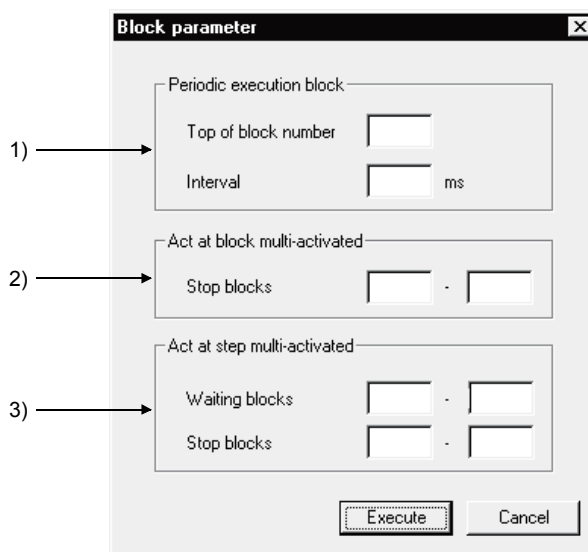 Block parameter
Periodic execution block
1)
Top of block number
Interval ms
Act at block multi-activated
2)
Stop blocks -
Act at step multi-activated
3)
Waiting blocks -
Stop blocks -
Execute Cancel